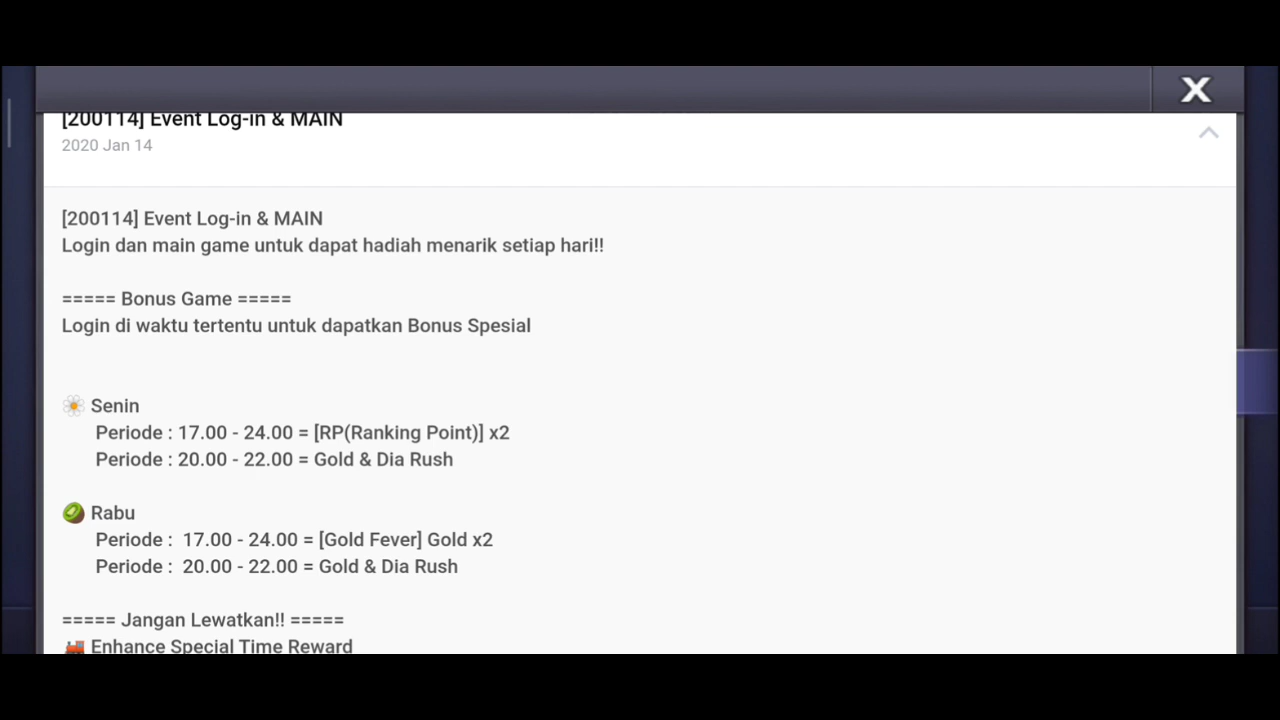 X
[200114] Event Log-in & MAIN
2020 Jan 14
[200114] Event Log-in & MAIN
Login dan main game untuk dapat hadiah menarik setiap hari!!
===== Bonus Game =====
Login di waktu tertentu untuk dapatkan Bonus Spesial
🌼 Senin
Periode : 17.00 - 24.00 = [RP(Ranking Point)] x2
Periode : 20.00 - 22.00 = Gold & Dia Rush
🥝 Rabu
Periode :  17.00 - 24.00 = [Gold Fever] Gold x2
Periode :  20.00 - 22.00 = Gold & Dia Rush
===== Jangan Lewatkan!! =====
🚂 Enhance Special Time Reward